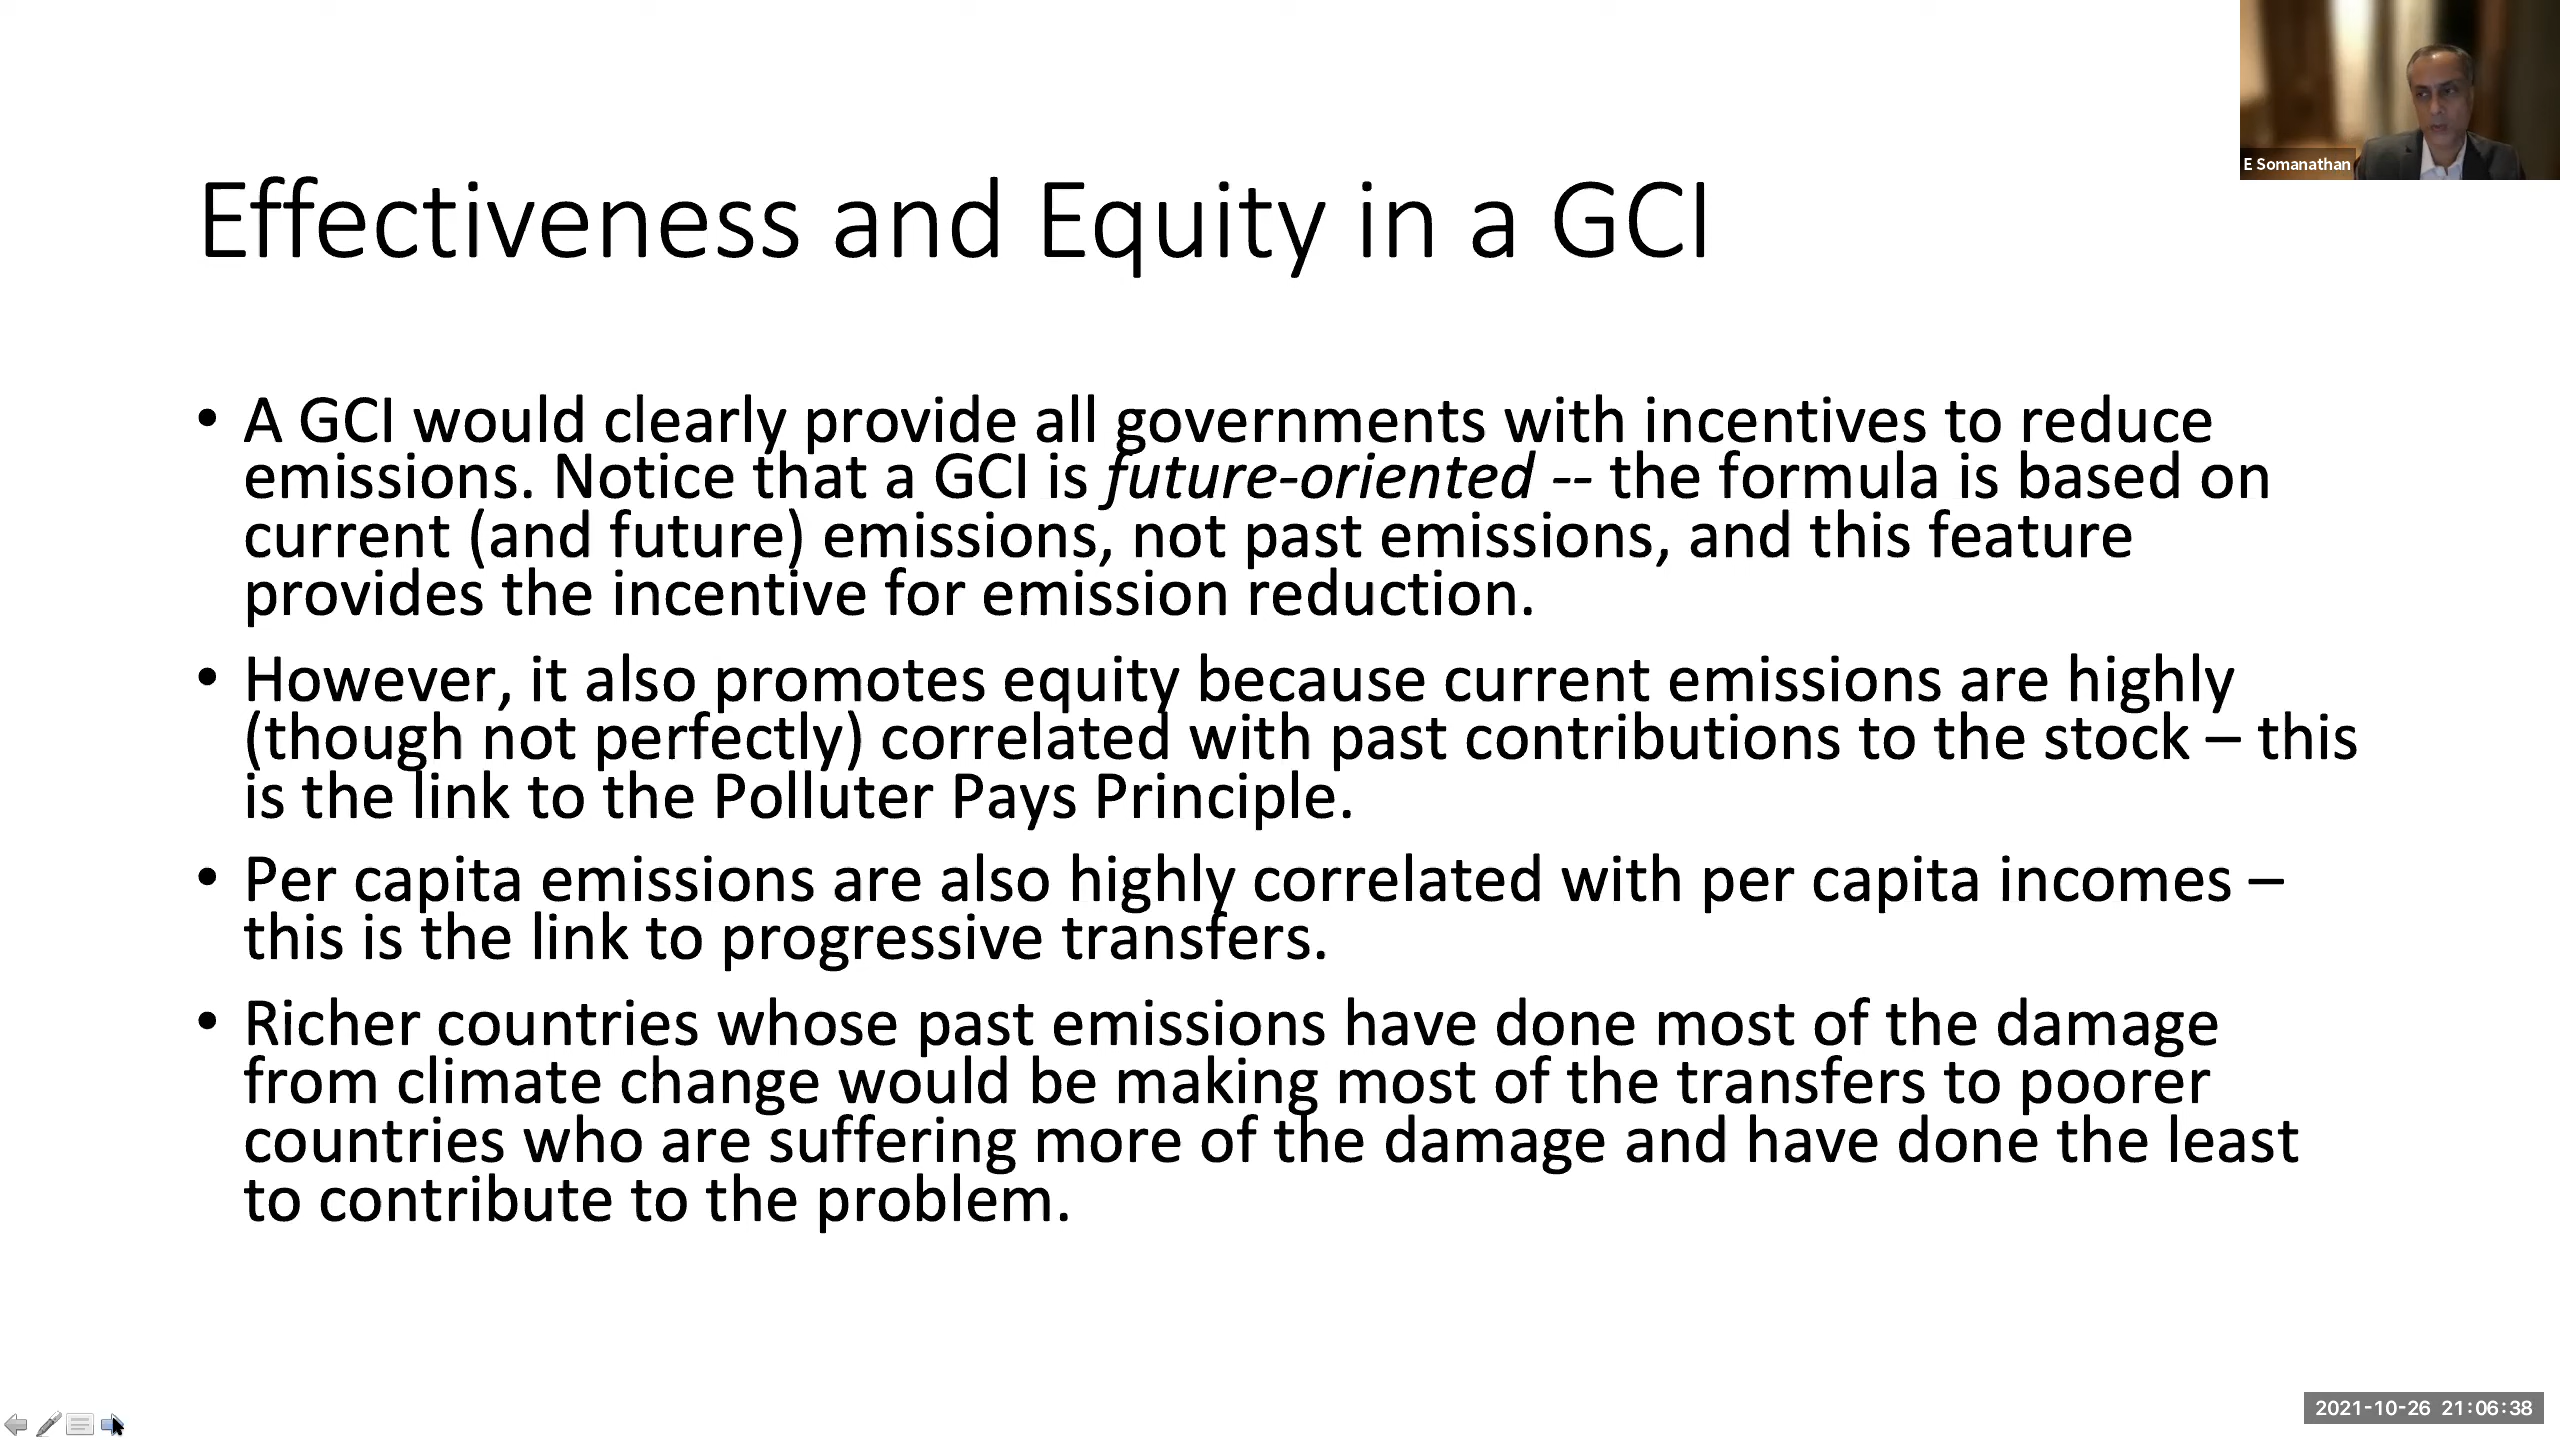 E Somanathan
Effectiveness and Equity in a GCI
• A GCI would clearly provide all governments with incentives to reduce
emissions. Notice that a GCI is future-oriented -- the formula is based on
current (and future) emissions, not past emissions, and this feature
provides the incentive for emission reduction.
• However, it also promotes equity because current emissions are highly
(though not perfectly) correlated with past contributions to the stock – this
is the link to the Polluter Pays Principle.
• Per capita emissions are also highly correlated with per capita incomes –
this is the link to progressive transfers.
• Richer countries whose past emissions have done most of the damage
from climate change would be making most of the transfers to poorer
countries who are suffering more of the damage and have done the least
to contribute to the problem.
2021-10-26 21:06:38